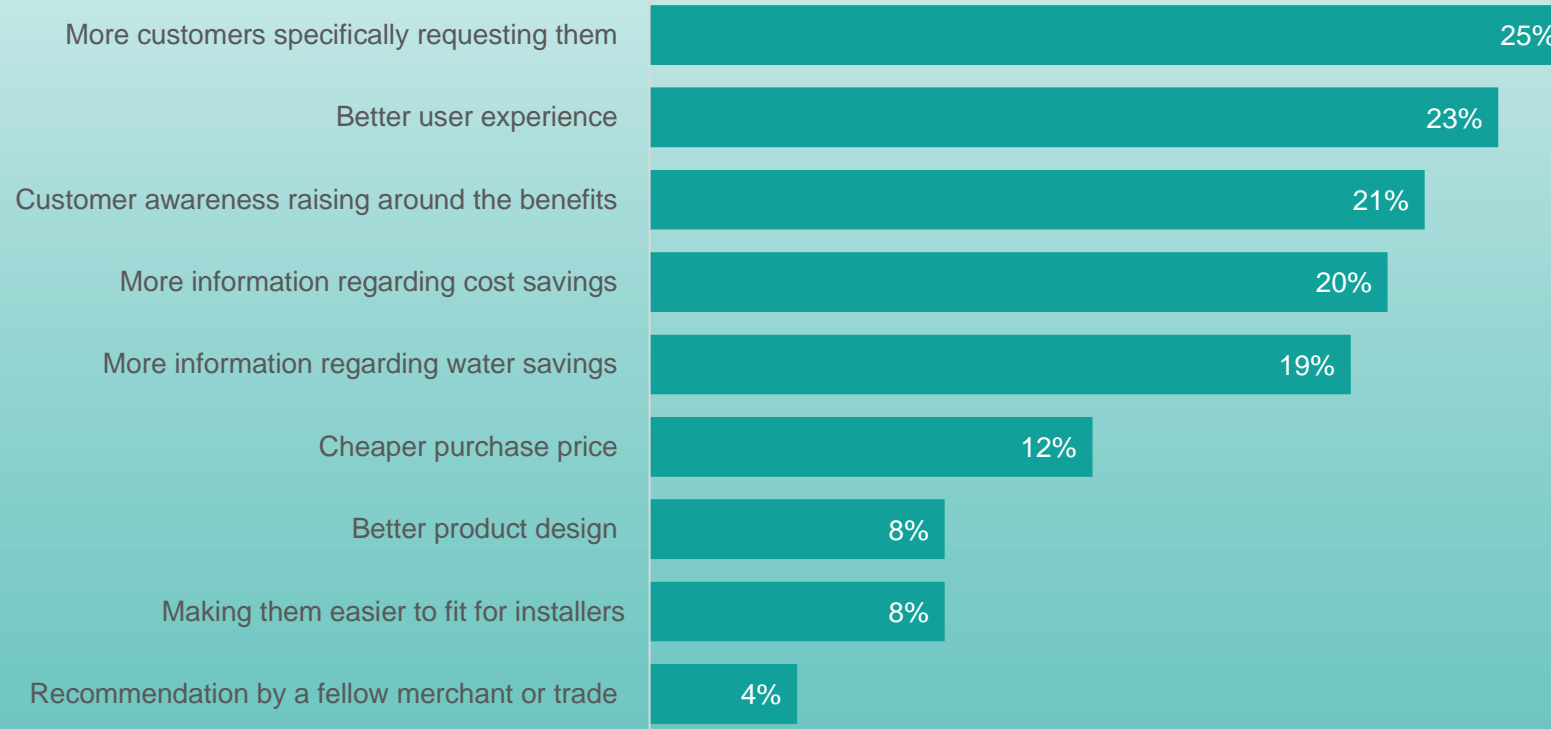 More customers specifically requesting them 25%
Better user experience 23%
Customer awareness raising around the benefits 21%
More information regarding cost savings 20%
More information regarding water savings 19%
Cheaper purchase price 12%
Better product design 8%
Making them easier to fit for installers 8%
Recommendation by a fellow merchant or trade 4%